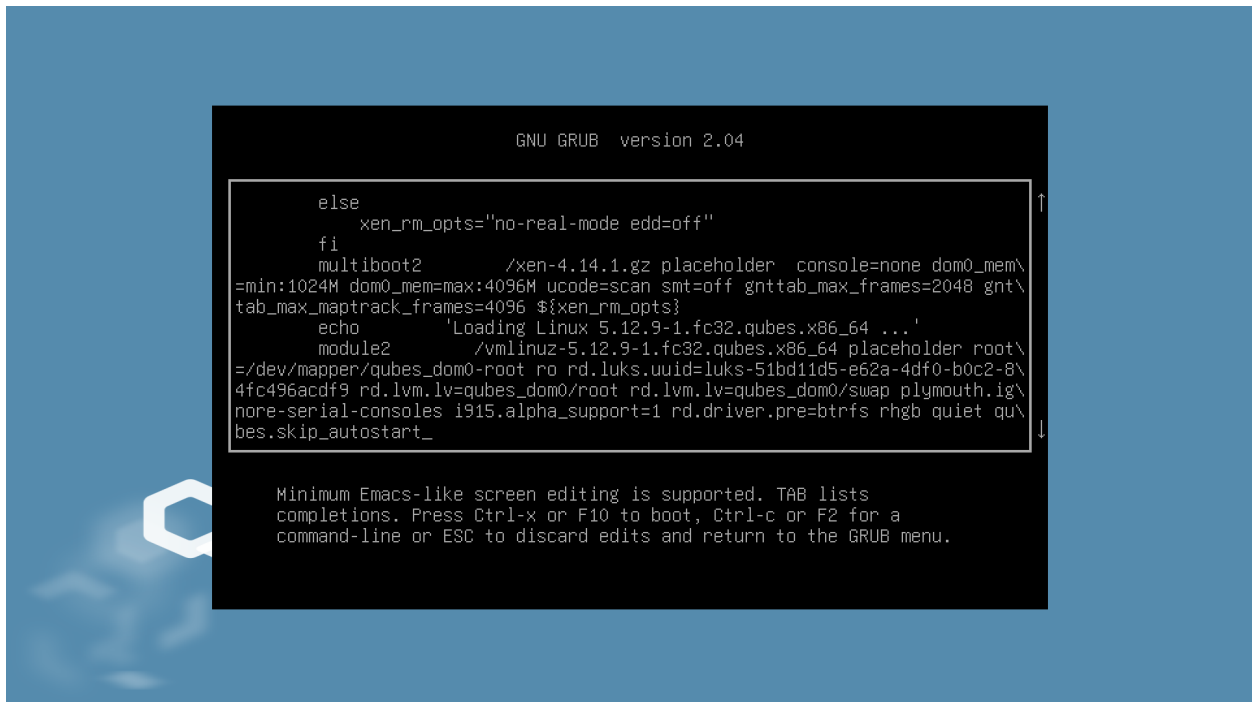 GNU GRUB  version 2.04
else
xen_rm_opts="no-real-mode edd=off"
fi
multiboot2        /xen-4.14.1.gz placeholder  console=none dom0_mem\
=min:1024M dom0_mem=max:4096M ucode=scan smt=off gnttab_max_frames=2048 gnt\
tab_max_maptrack_frames=4096 ${xen_rm_opts}
echo        'Loading Linux 5.12.9-1.fc32.qubes.x86_64 ...'
module2        /vmlinuz-5.12.9-1.fc32.qubes.x86_64 placeholder root\
=/dev/mapper/qubes_dom0-root ro rd.luks.uuid=luks-51bd11d5-e62a-4df0-b0c2-8\
4fc496acdf9 rd.lvm.lv=qubes_dom0/root rd.lvm.lv=qubes_dom0/swap plymouth.ig\
nore-serial-consoles i915.alpha_support=1 rd.driver.pre=btrfs rhgb quiet qu\
bes.skip_autostart_
Minimum Emacs-like screen editing is supported. TAB lists
completions. Press Ctrl-x or F10 to boot, Ctrl-c or F2 for a
command-line or ESC to discard edits and return to the GRUB menu.